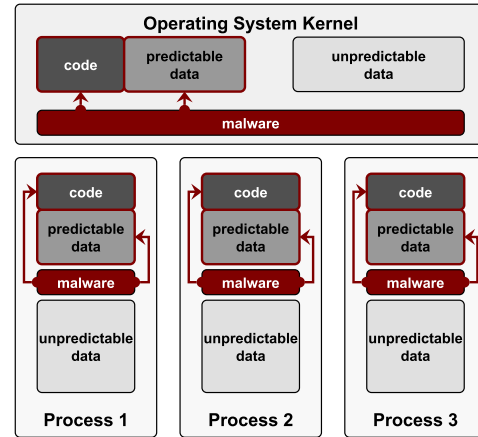 Operating System Kernel
code
predictable
data
unpredictable
data
malware
code
predictable
data
malware
unpredictable
data
Process 1
code
predictable
data
malware
unpredictable
data
Process 2
code
predictable
data
malware
unpredictable
data
Process 3